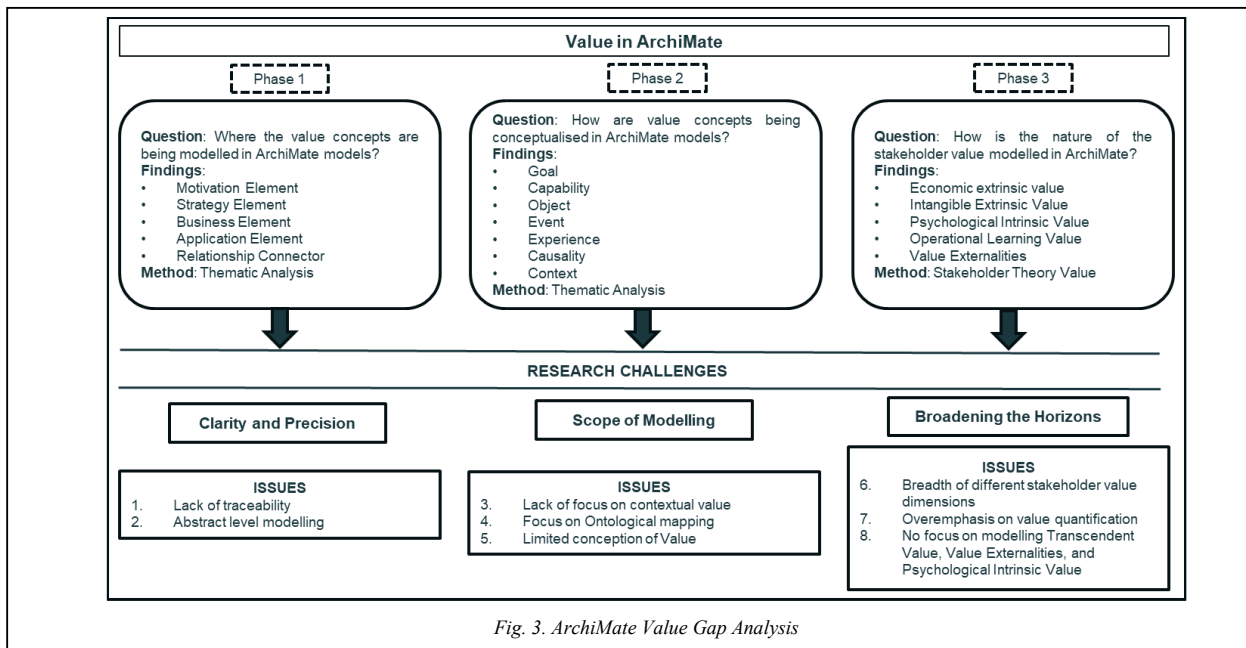 Value in ArchiMate
Phase 1
Question: Where the value concepts are
being modelled in ArchiMate models?
Findings:
• Motivation Element
• Strategy Element
• Business Element
• Application Element
• Relationship Connector
Method: Thematic Analysis
Phase 2
Question: How are value concepts being
conceptualised in ArchiMate models?
Findings:
• Goal
• Capability
• Object
• Event
• Experience
• Causality
• Context
Method: Thematic Analysis
Phase 3
Question: How is the nature of the
stakeholder value modelled in ArchiMate?
Findings:
• Economic extrinsic value
• Intangible Extrinsic Value
• Psychological Intrinsic Value
• Operational Learning Value
• Value Externalities
Method: Stakeholder Theory Value
RESEARCH CHALLENGES
Clarity and Precision
ISSUES
1. Lack of traceability
2. Abstract level modelling
Scope of Modelling
ISSUES
3. Lack of focus on contextual value
4. Focus on Ontological mapping
5. Limited conception of Value
Broadening the Horizons
ISSUES
6. Breadth of different stakeholder value
dimensions
7. Overemphasis on value quantification
8. No focus on modelling Transcendent
Value, Value Externalities, and
Psychological Intrinsic Value
Fig. 3. ArchiMate Value Gap Analysis